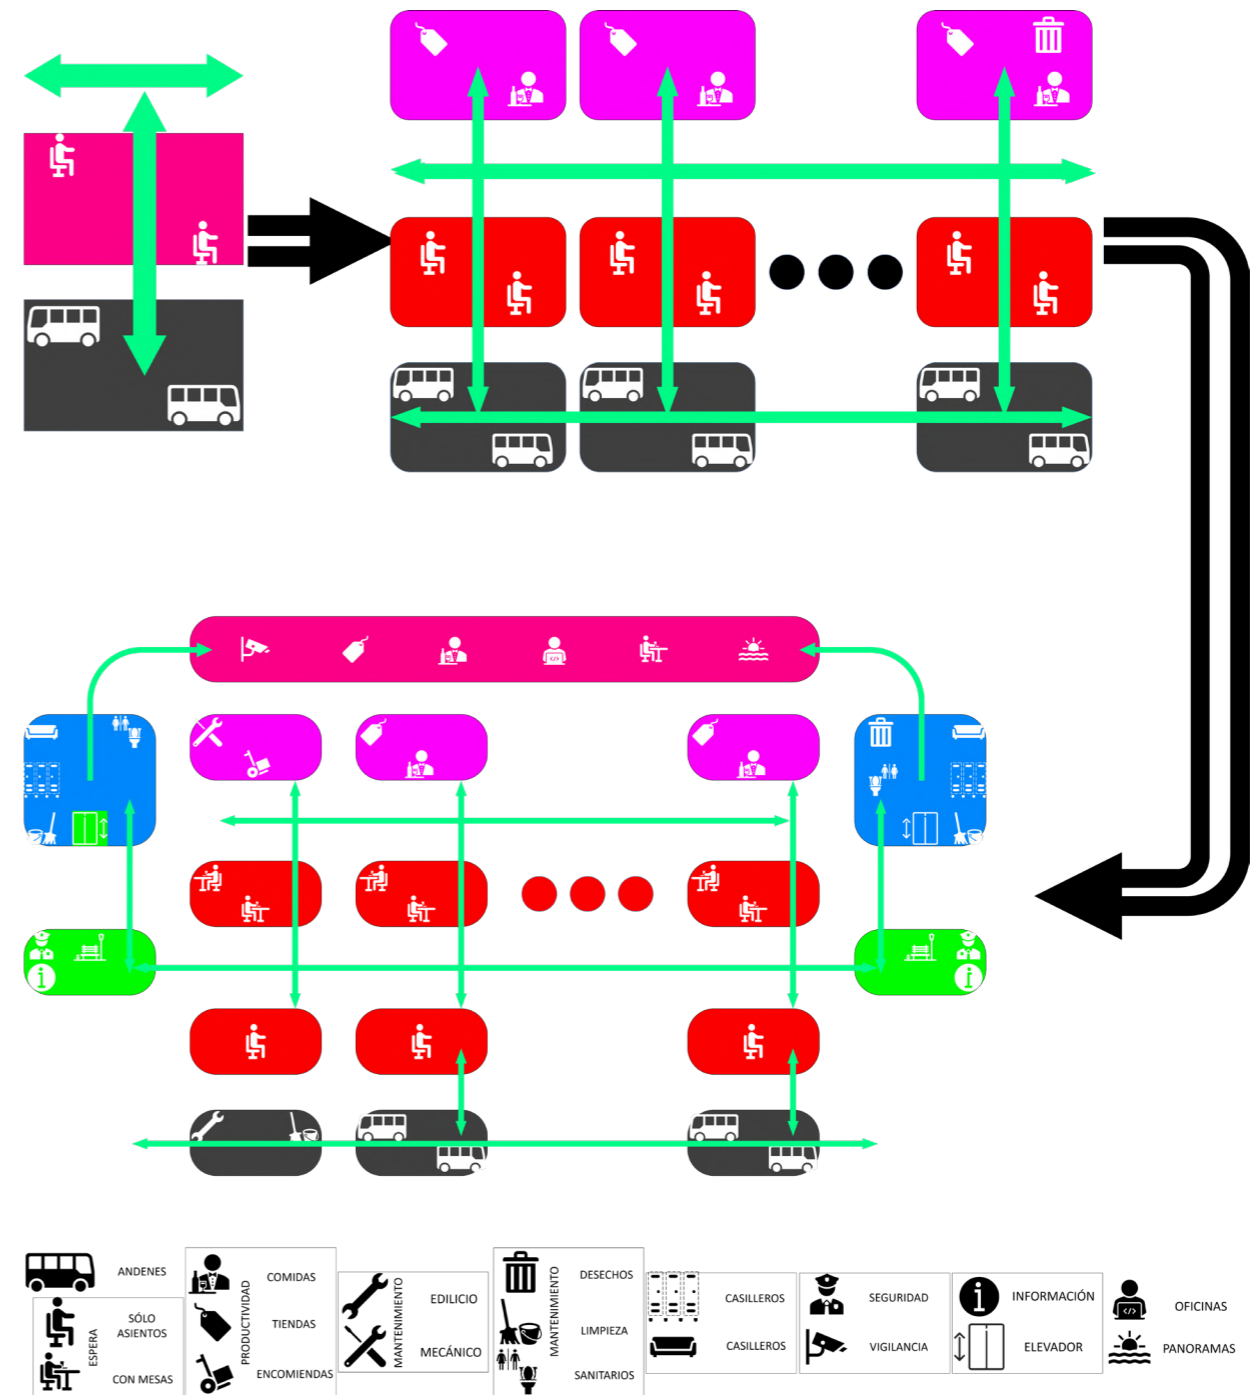 ANDENES
ESPERA
SÓLO
ASIENTOS
CON MESAS
PRODUCTIVIDAD
COMIDAS
TIENDAS
ENCOMIENDAS
MANTENIMIENTO
EDILICIO
MECÁNICO
MANTENIMIENTO
DESECHOS
LIMPIEZA
SANITARIOS
CASILLEROS
CASILLEROS
SEGURIDAD
VIGILANCIA
INFORMACIÓN
ELEVADOR
OFICINAS
PANORAMAS